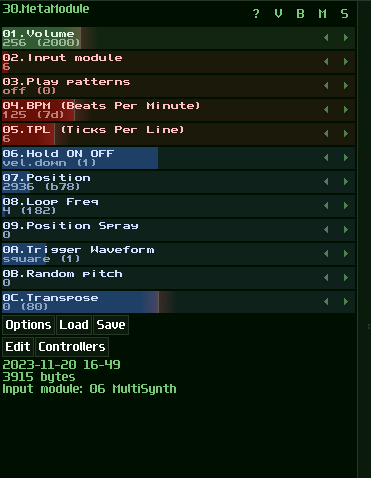 30.MetaModule
? V B M S
01.Volume
256 (2000)
02.Input module
6
03.Play patterns
off (0)
04.BPM (Beats Per Minute)
125 (7d)
05.TPL (Ticks Per Line)
6
06.Hold ON OFF
vel.down (1)
07.Position
2936 (b78)
08.Loop Freq
4 (182)
09.Position Spray
0
0A.Trigger Waveform
square (1)
0B.Random pitch
0
0C.Transpose
0 (80)
Options Load Save
Edit Controllers
2023-11-20 16-49
3915 bytes
Input module: 06 MultiSynth